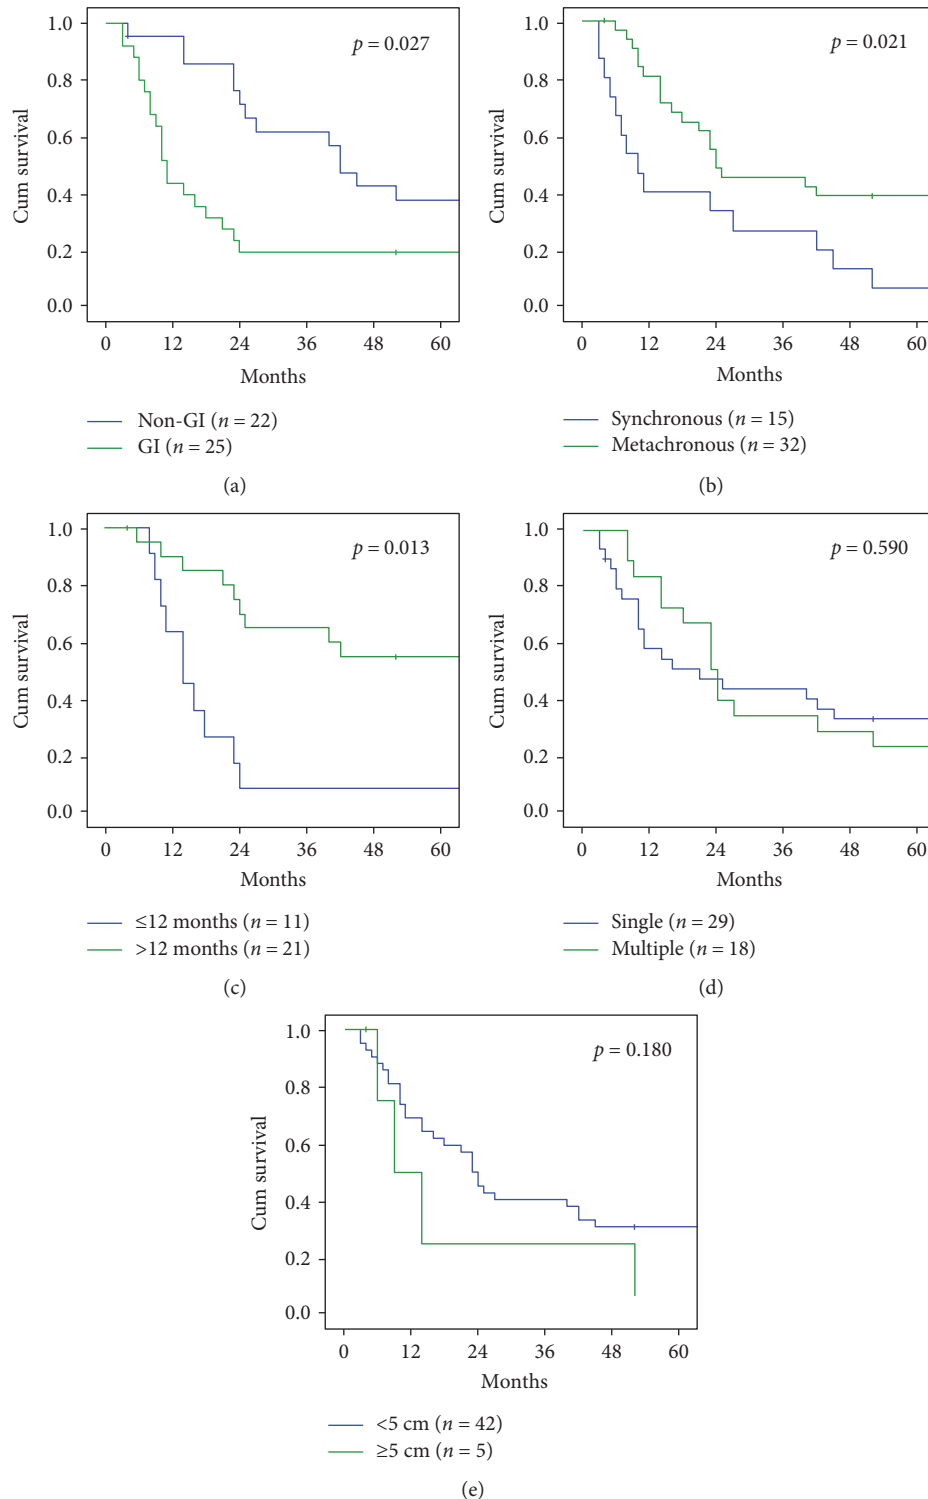 1.0
0.8
0.6
0.4
0.2
0.0
Cum survival
p = 0.027
0 12 24 36 48 60
Months
Non-GI (n = 22)
GI (n = 25)
(a)
1.0
0.8
0.6
0.4
0.2
0.0
Cum survival
p = 0.021
0 12 24 36 48 60
Months
Synchronous (n = 15)
Metachronous (n = 32)
(b)
1.0
0.8
0.6
0.4
0.2
0.0
Cum survival
p = 0.013
0 12 24 36 48 60
Months
≤12 months (n = 11)
>12 months (n = 21)
(c)
1.0
0.8
0.6
0.4
0.2
0.0
Cum survival
p = 0.590
0 12 24 36 48 60
Months
Single (n = 29)
Multiple (n = 18)
(d)
1.0
0.8
0.6
0.4
0.2
0.0
Cum survival
p = 0.180
0 12 24 36 48 60
Months
<5 cm (n = 42)
≥5 cm (n = 5)
(e)